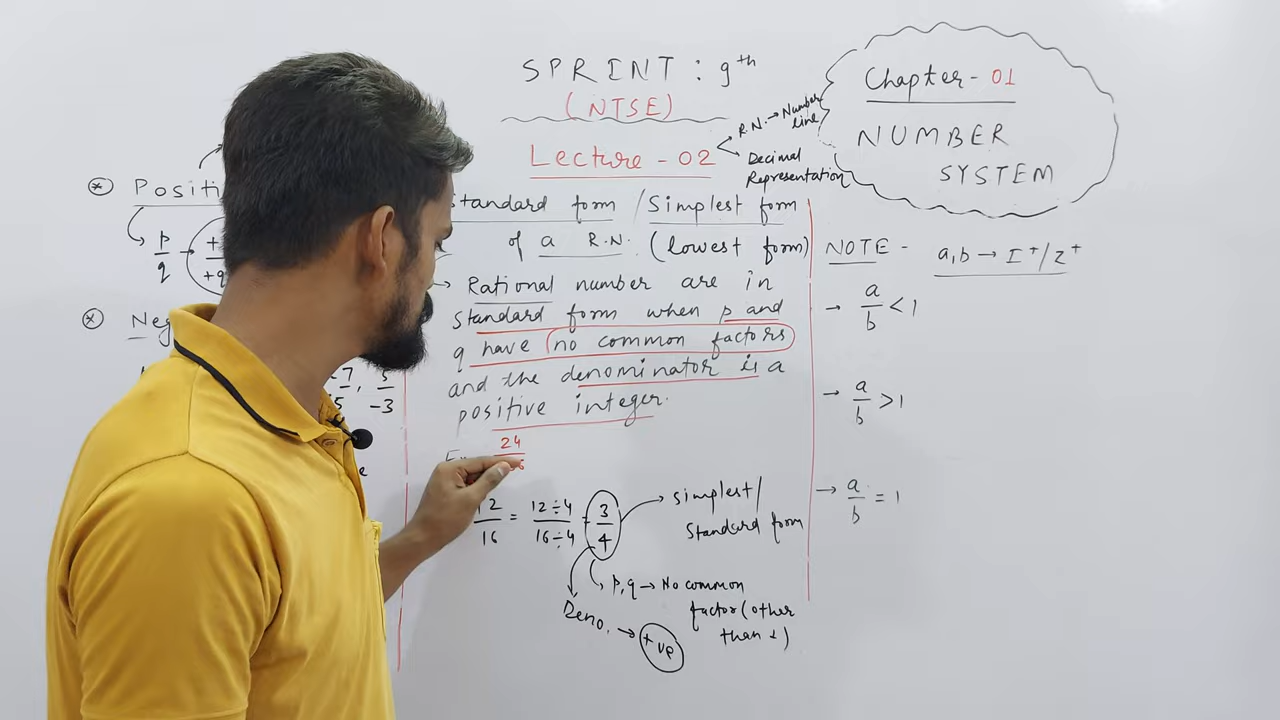 SPRINT : 9th
(NTSE)
Lecture - 02
R.N. → Number line
Decimal
Representation
Chapter - 01
NUMBER
SYSTEM
* Positi
p/q
* Neg
5/-3
Standard form / Simplest form
of a R.N. (lowest form)
→ Rational number are in
standard form when p and
q have no common factors
and the denominator is a
positive integer.
24
12/16 = 12÷4/16÷4 = 3/4 → simplest/
Standard form
p, q → No common
factor (other
than 1)
Deno. → +ve
NOTE - a, b → I⁺/Z⁺
→ a/b < 1
→ a/b > 1
→ a/b = 1